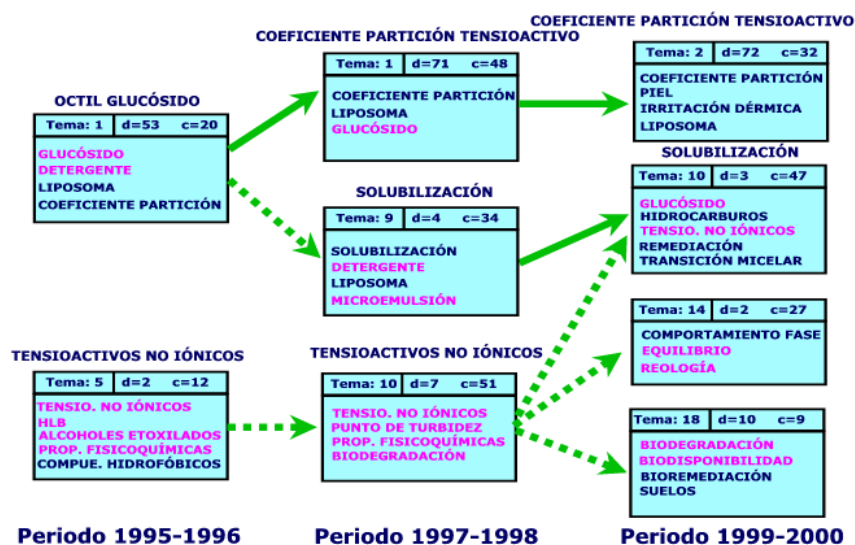 OCTIL GLUCÓSIDO
Tema: 1 d=53 c=20
GLUCÓSIDO
DETERGENTE
LIPOSOMA
COEFICIENTE PARTICIÓN
TENSIOACTIVOS NO IÓNICOS
Tema: 5 d=2 c=12
TENSIO. NO IÓNICOS
HLB
ALCOHOLES ETOXILADOS
PROP. FISICOQUÍMICAS
COMPUE. HIDROFÓBICOS
Periodo 1995-1996
COEFICIENTE PARTICIÓN TENSIOACTIVO
Tema: 1 d=71 c=48
COEFICIENTE PARTICIÓN
LIPOSOMA
GLUCÓSIDO
SOLUBILIZACIÓN
Tema: 9 d=4 c=34
SOLUBILIZACIÓN
DETERGENTE
LIPOSOMA
MICROEMULSIÓN
TENSIOACTIVOS NO IÓNICOS
Tema: 10 d=7 c=51
TENSIO. NO IÓNICOS
PUNTO DE TURBIDEZ
PROP. FISICOQUÍMICAS
BIODEGRADACIÓN
Periodo 1997-1998
COEFICIENTE PARTICIÓN TENSIOACTIVO
Tema: 2 d=72 c=32
COEFICIENTE PARTICIÓN
PIEL
IRRITACIÓN DÉRMICA
LIPOSOMA
SOLUBILIZACIÓN
Tema: 10 d=3 c=47
GLUCÓSIDO
HIDROCARBUROS
TENSIO. NO IÓNICOS
REMEDIACIÓN
TRANSICIÓN MICELAR
Tema: 14 d=2 c=27
COMPORTAMIENTO FASE
EQUILIBRIO
REOLOGÍA
Tema: 18 d=10 c=9
BIODEGRADACIÓN
BIODISPONIBILIDAD
BIOREMEDIACIÓN
SUELOS
Periodo 1999-2000